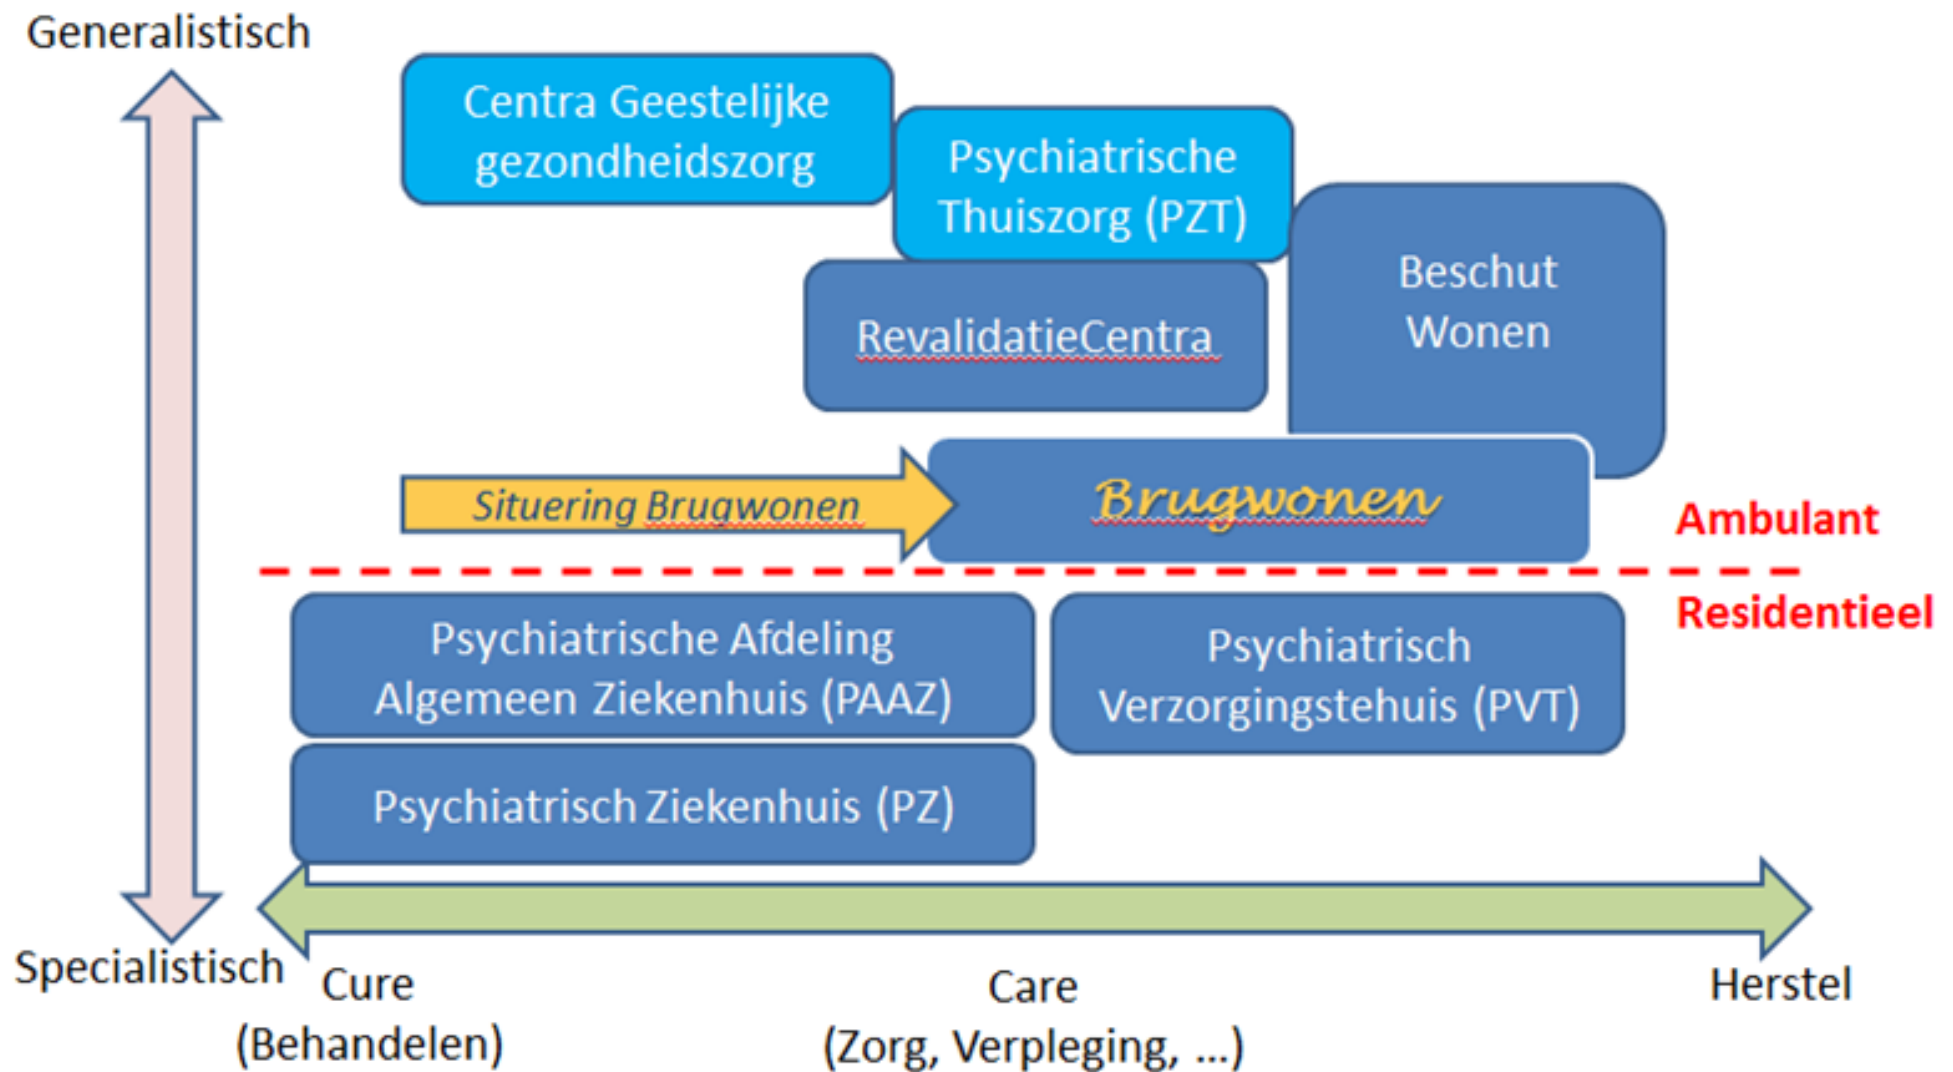 Generalistisch
Centra Geestelijke
gezondheidszorg
Psychiatrische
Thuiszorg (PZT)
Beschut
Wonen
RevalidatieCentra
Situering Brugwonen
Brugwonen
Ambulant
Residentieel
Psychiatrische Afdeling
Algemeen Ziekenhuis (PAAZ)
Psychiatrisch
Verzorgingstehuis (PVT)
Psychiatrisch Ziekenhuis (PZ)
Specialistisch
Cure
(Behandelen)
Care
(Zorg, Verpleging, ...)
Herstel